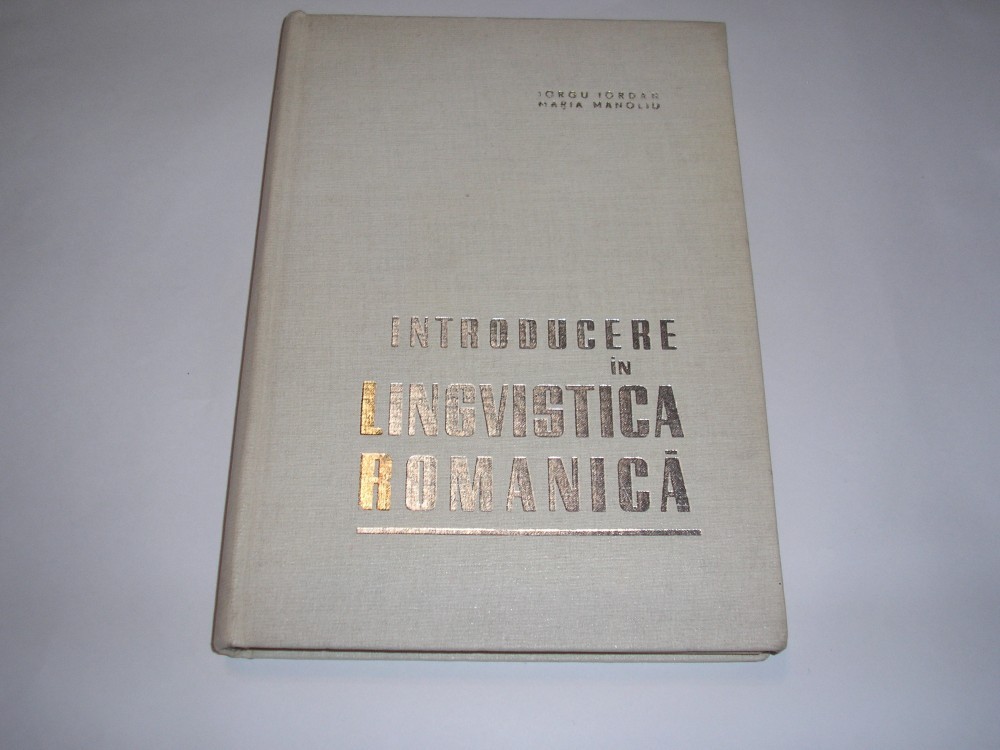 IORGU IORDAN
MARIA MANOLIU
INTRODUCERE
ÎN
LINGVISTICA
ROMANICĂ